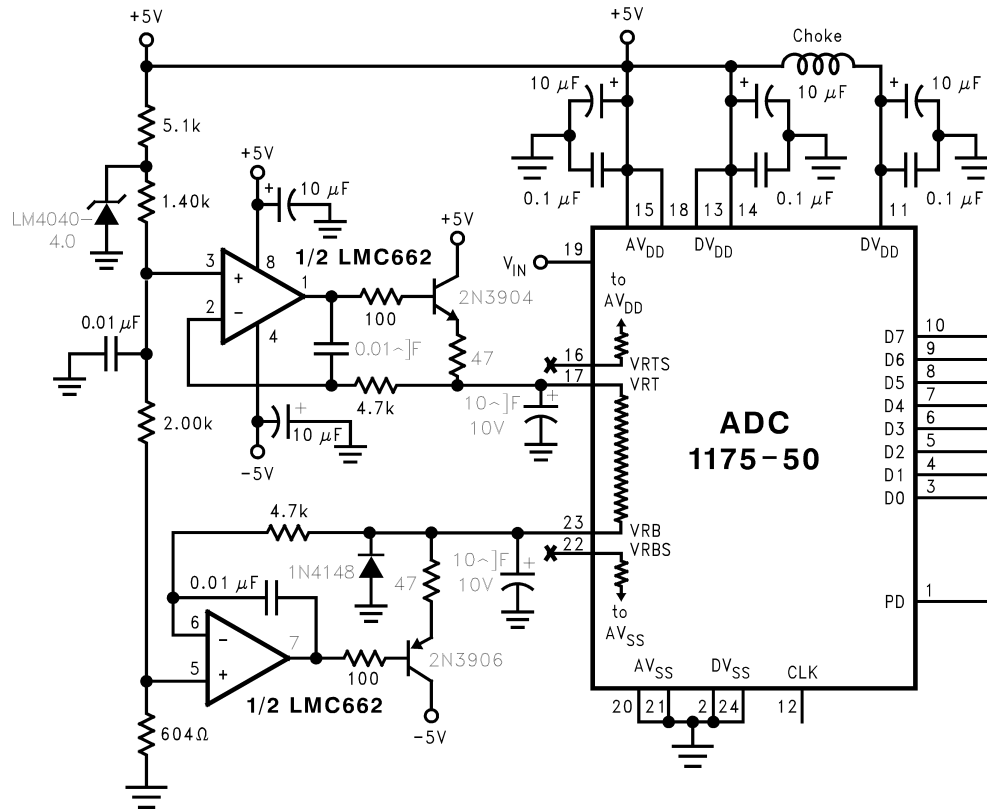 +5V
+5V
Choke
10 µF
10 µF
10 µF
10 µF
5.1k
+5V
0.1 µF
0.1 µF
0.1 µF
1.40k
10 µF
+5V
15
18
13
14
11
LM4040-
4.0
AVDD
DVDD
DVDD
1/2 LMC662
VIN
19
3
+
8
1
2N3904
to
AVDD
2
–
4
100
0.01 µF
0.01~]F
47
16
VRTS
17
VRT
4.7k
10~]F
10V
2.00k
10 µF
-5V
ADC
1175-50
D7
10
D6
9
D5
8
D4
7
D3
6
D2
5
D1
4
D0
3
4.7k
23
VRB
22
VRBS
1N4148
47
10~]F
10V
0.01 µF
to
AVSS
PD
1
6
–
7
5
+
100
2N3906
1/2 LMC662
-5V
604Ω
AVSS
DVSS
CLK
20
21
2
24
12